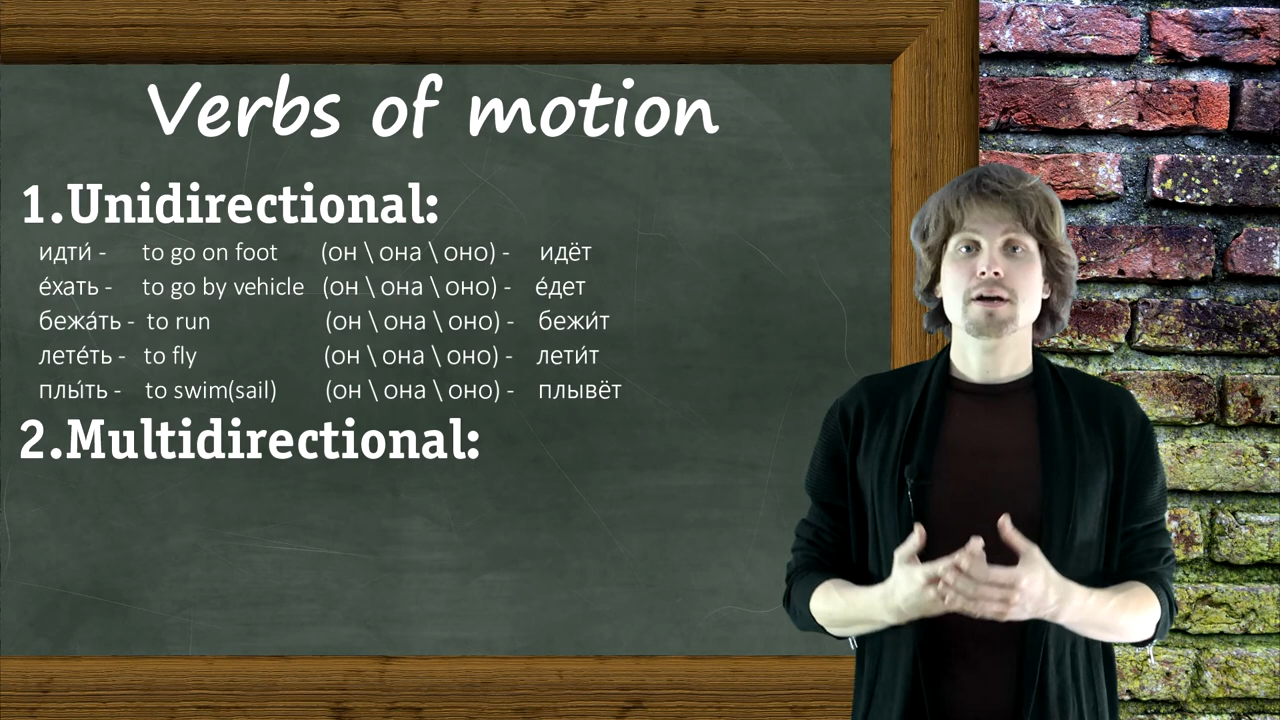 Verbs of motion
1.Unidirectional:
идти́ - to go on foot (он \ она \ оно) - идёт
е́хать - to go by vehicle (он \ она \ оно) - е́дет
бежа́ть - to run (он \ она \ оно) - бежи́т
лете́ть - to fly (он \ она \ оно) - лети́т
плы́ть - to swim(sail) (он \ она \ оно) - плывёт
2.Multidirectional: